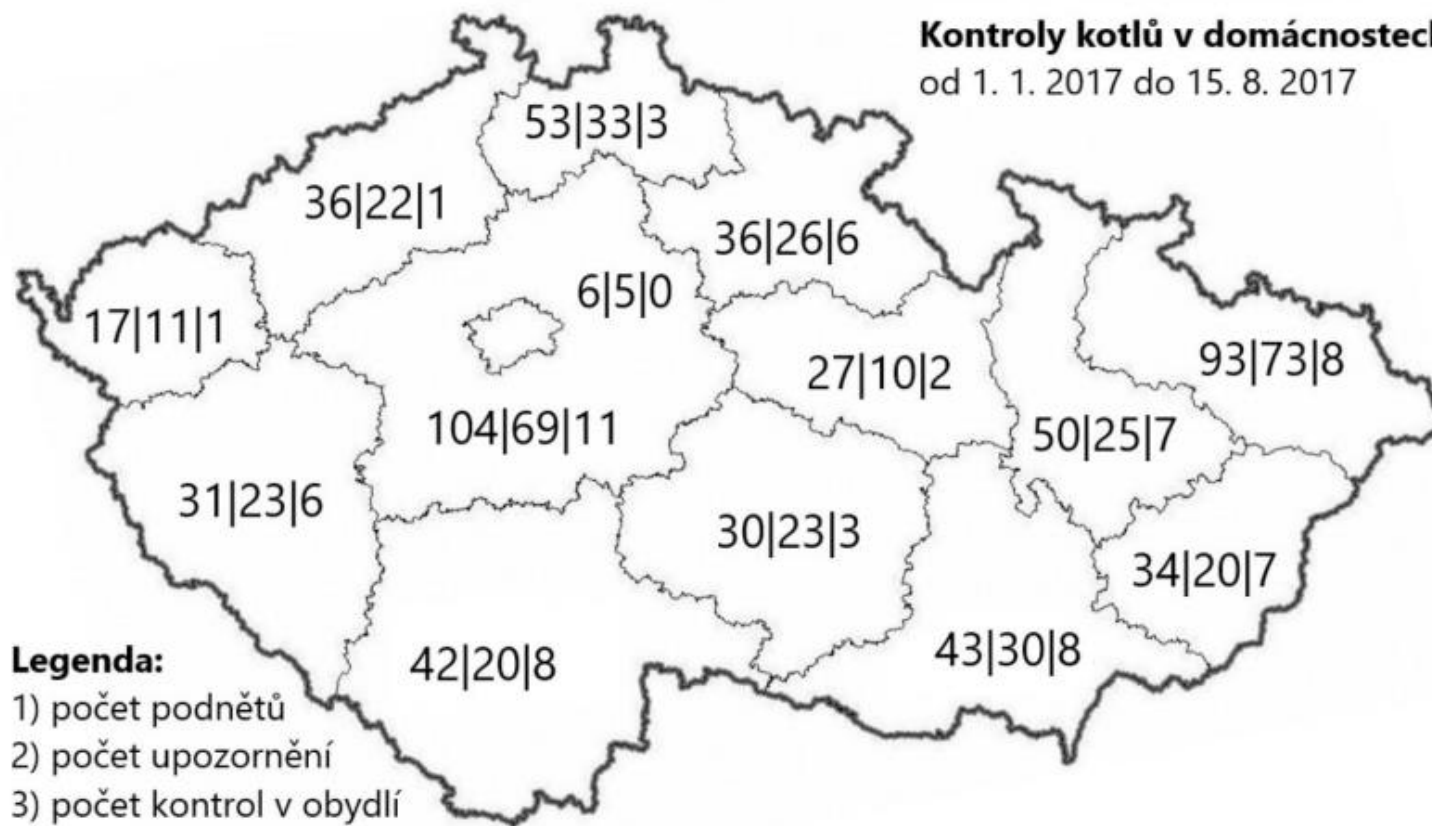 Kontroly kotlů v domácnostech
od 1. 1. 2017 do 15. 8. 2017
53|33|3
36|22|1
36|26|6
6|5|0
17|11|1
27|10|2
93|73|8
104|69|11
50|25|7
31|23|6
30|23|3
34|20|7
42|20|8
43|30|8
Legenda:
1) počet podnětů
2) počet upozornění
3) počet kontrol v obydlí